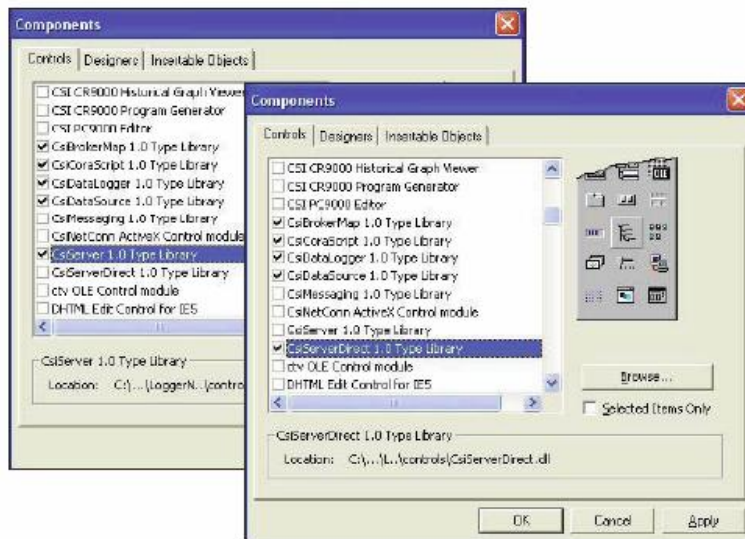 Components
Controls
Designers
Insertable Objects
CSI CR9000 Historical Graph Viewer
CSI CR9000 Program Generator
CSI PC9000 Editor
CsiBrokerMap 1.0 Type Library
CsiCoraScript 1.0 Type Library
CsiDataLogger 1.0 Type Library
CsiDataSource 1.0 Type Library
CsiMessaging 1.0 Type Library
CsiNetConn ActiveX Control module
CsiServer 1.0 Type Library
CsiServerDirect 1.0 Type Library
ctv OLE Control module
DHTML Edit Control for IE5
CsiServer 1.0 Type Library
Location: C:\...\LoggerN..\contro
Components
Controls
Designers
Insertable Objects
CSI CR9000 Historical Graph Viewer
CSI CR9000 Program Generator
CSI PC9000 Editor
CsiBrokerMap 1.0 Type Library
CsiCoraScript 1.0 Type Library
CsiDataLogger 1.0 Type Library
CsiDataSource 1.0 Type Library
CsiMessaging 1.0 Type Library
CsiNetConn ActiveX Control module
CsiServer 1.0 Type Library
CsiServerDirect 1.0 Type Library
ctv OLE Control module
DHTML Edit Control for IE5
Browse...
Selected Items Only
CsiServerDirect 1.0 Type Library
Location: C:\...\L..\controls\CsiServerDirect.dll
OK
Cancel
Apply